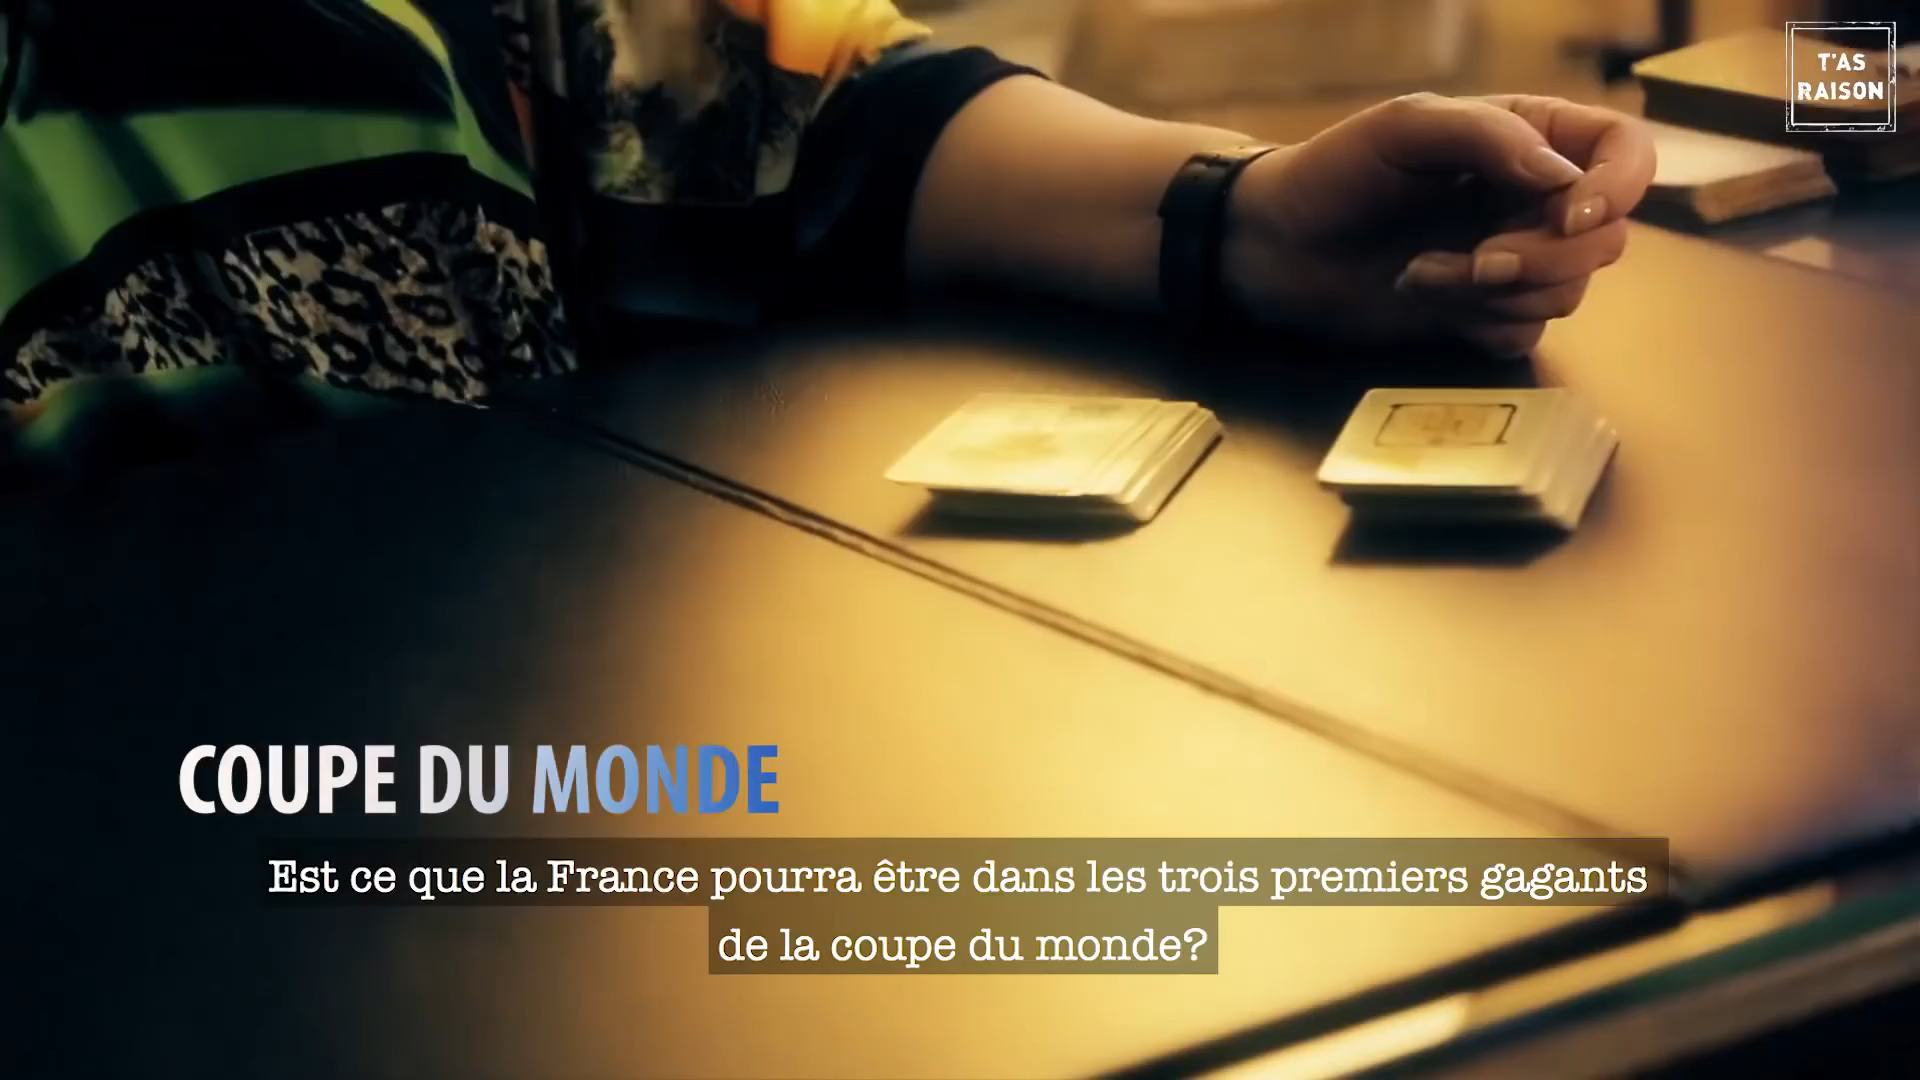 T'AS
RAISON
COUPE DU MONDE
Est ce que la France pourra être dans les trois premiers gagants
de la coupe du monde?